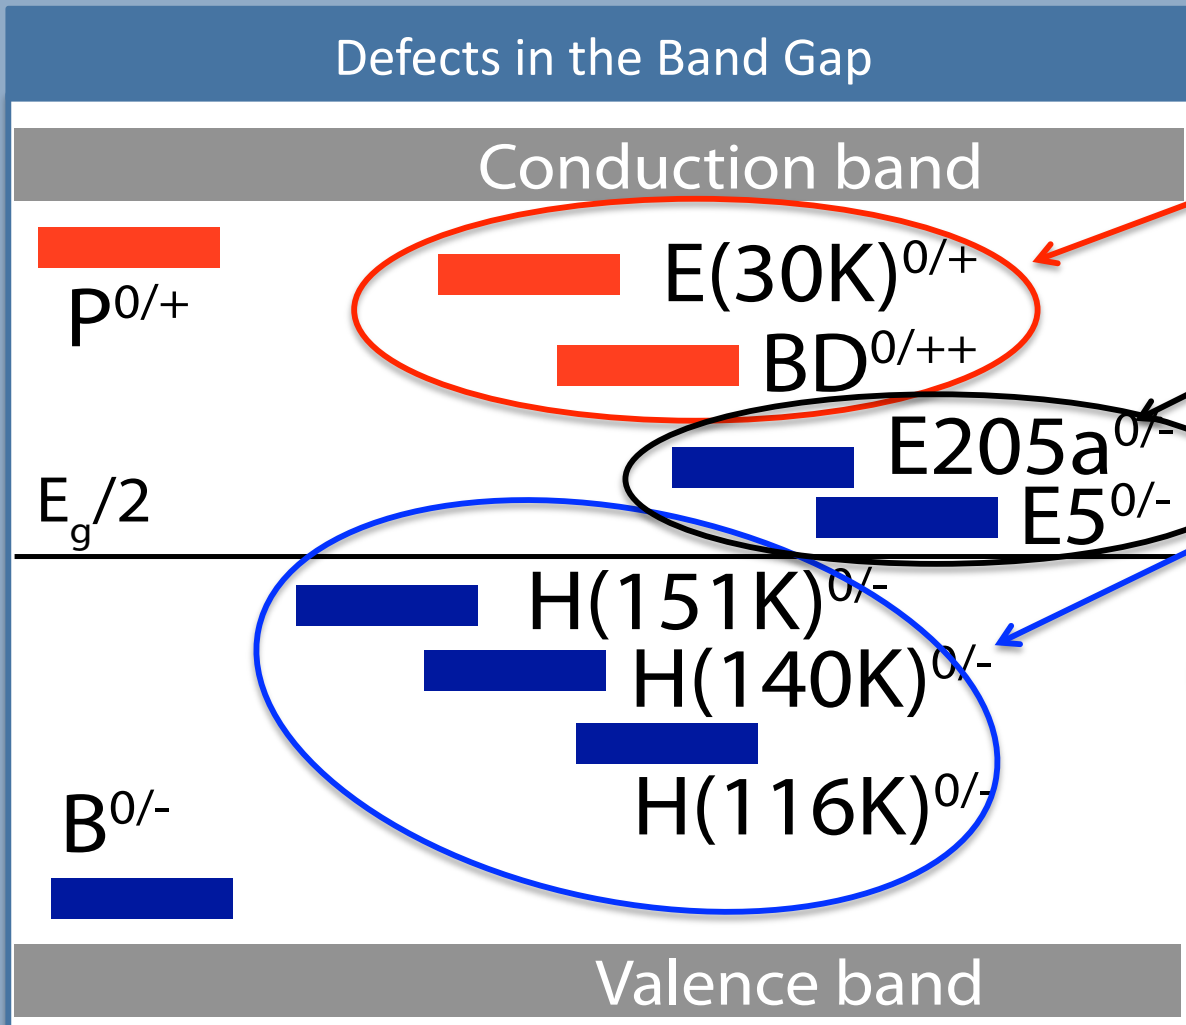 Defects in the Band Gap
Conduction band
E(30K)0/+
P0/+
BD0/++
E205a0/-
Eg/2
E50/-
H(151K)0/-
H(140K)0/-
H(116K)0/-
B0/-
Valence band